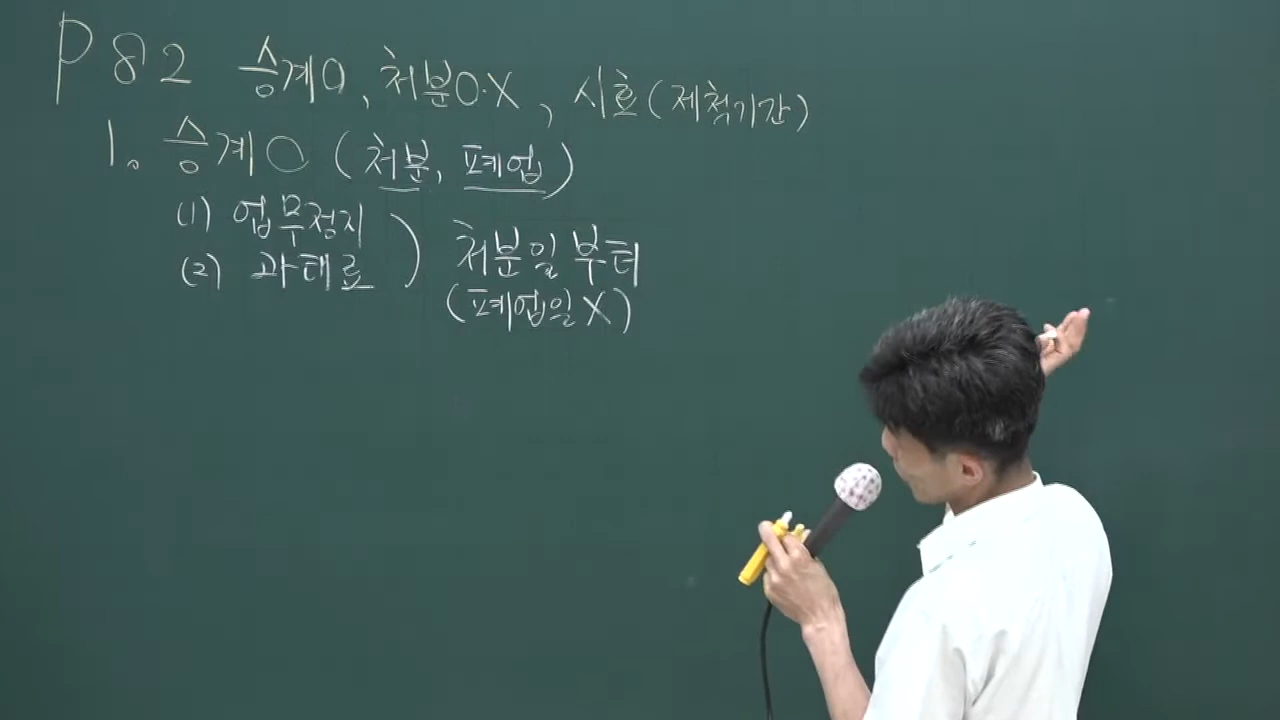 P 82 승계O, 처분O·X, 시효(제척기간)
1. 승계O (처분, 폐업)
(1) 업무정지
(2) 과태료
) 처분일부터
(폐업일X)